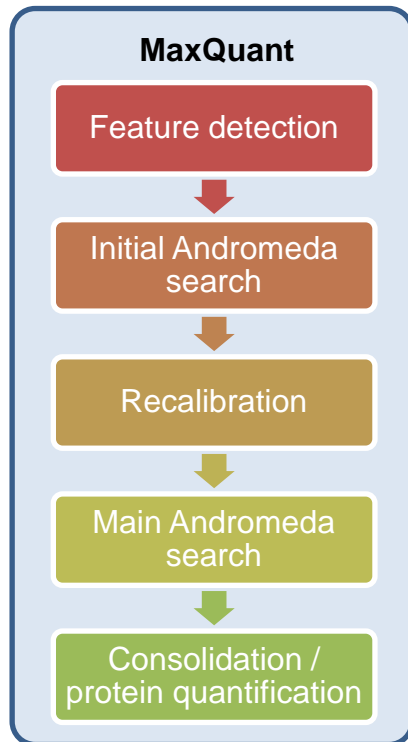 MaxQuant
Feature detection
Initial Andromeda
search
Recalibration
Main Andromeda
search
Consolidation /
protein quantification